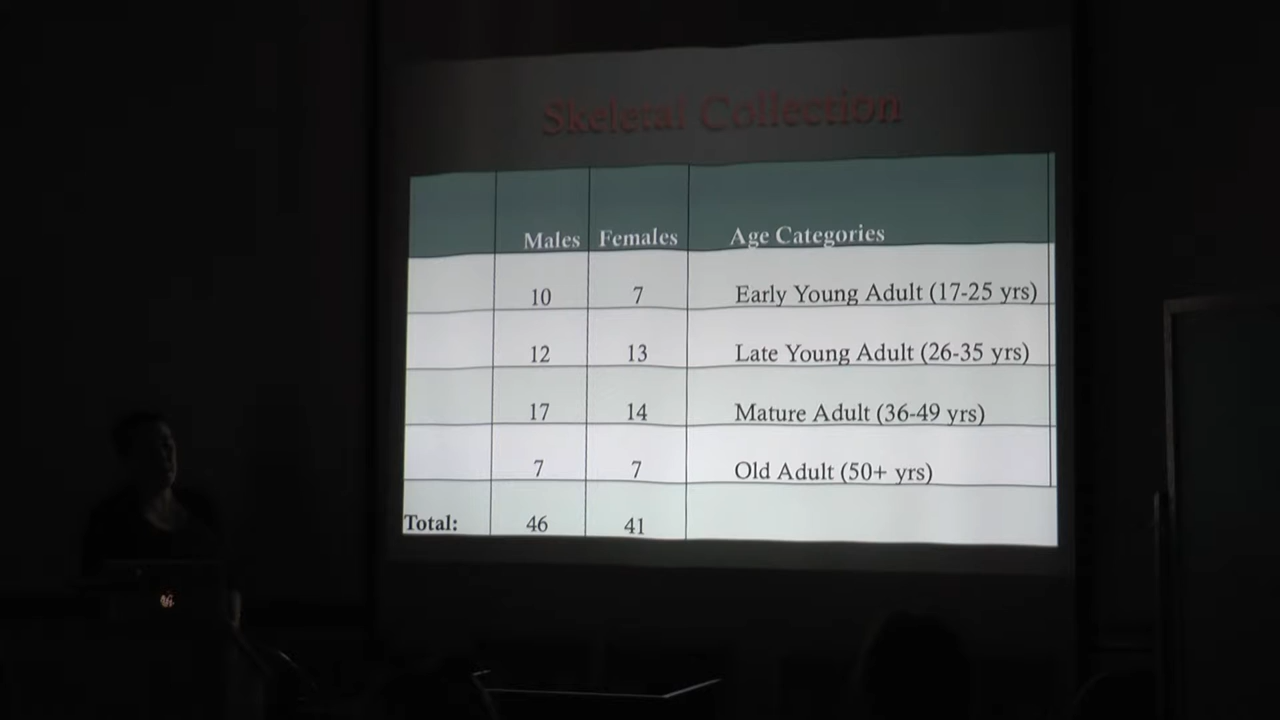 Skeletal Collection
Males Females Age Categories
10 7 Early Young Adult (17-25 yrs)
12 13 Late Young Adult (26-35 yrs)
17 14 Mature Adult (36-49 yrs)
7 7 Old Adult (50+ yrs)
Total: 46 41